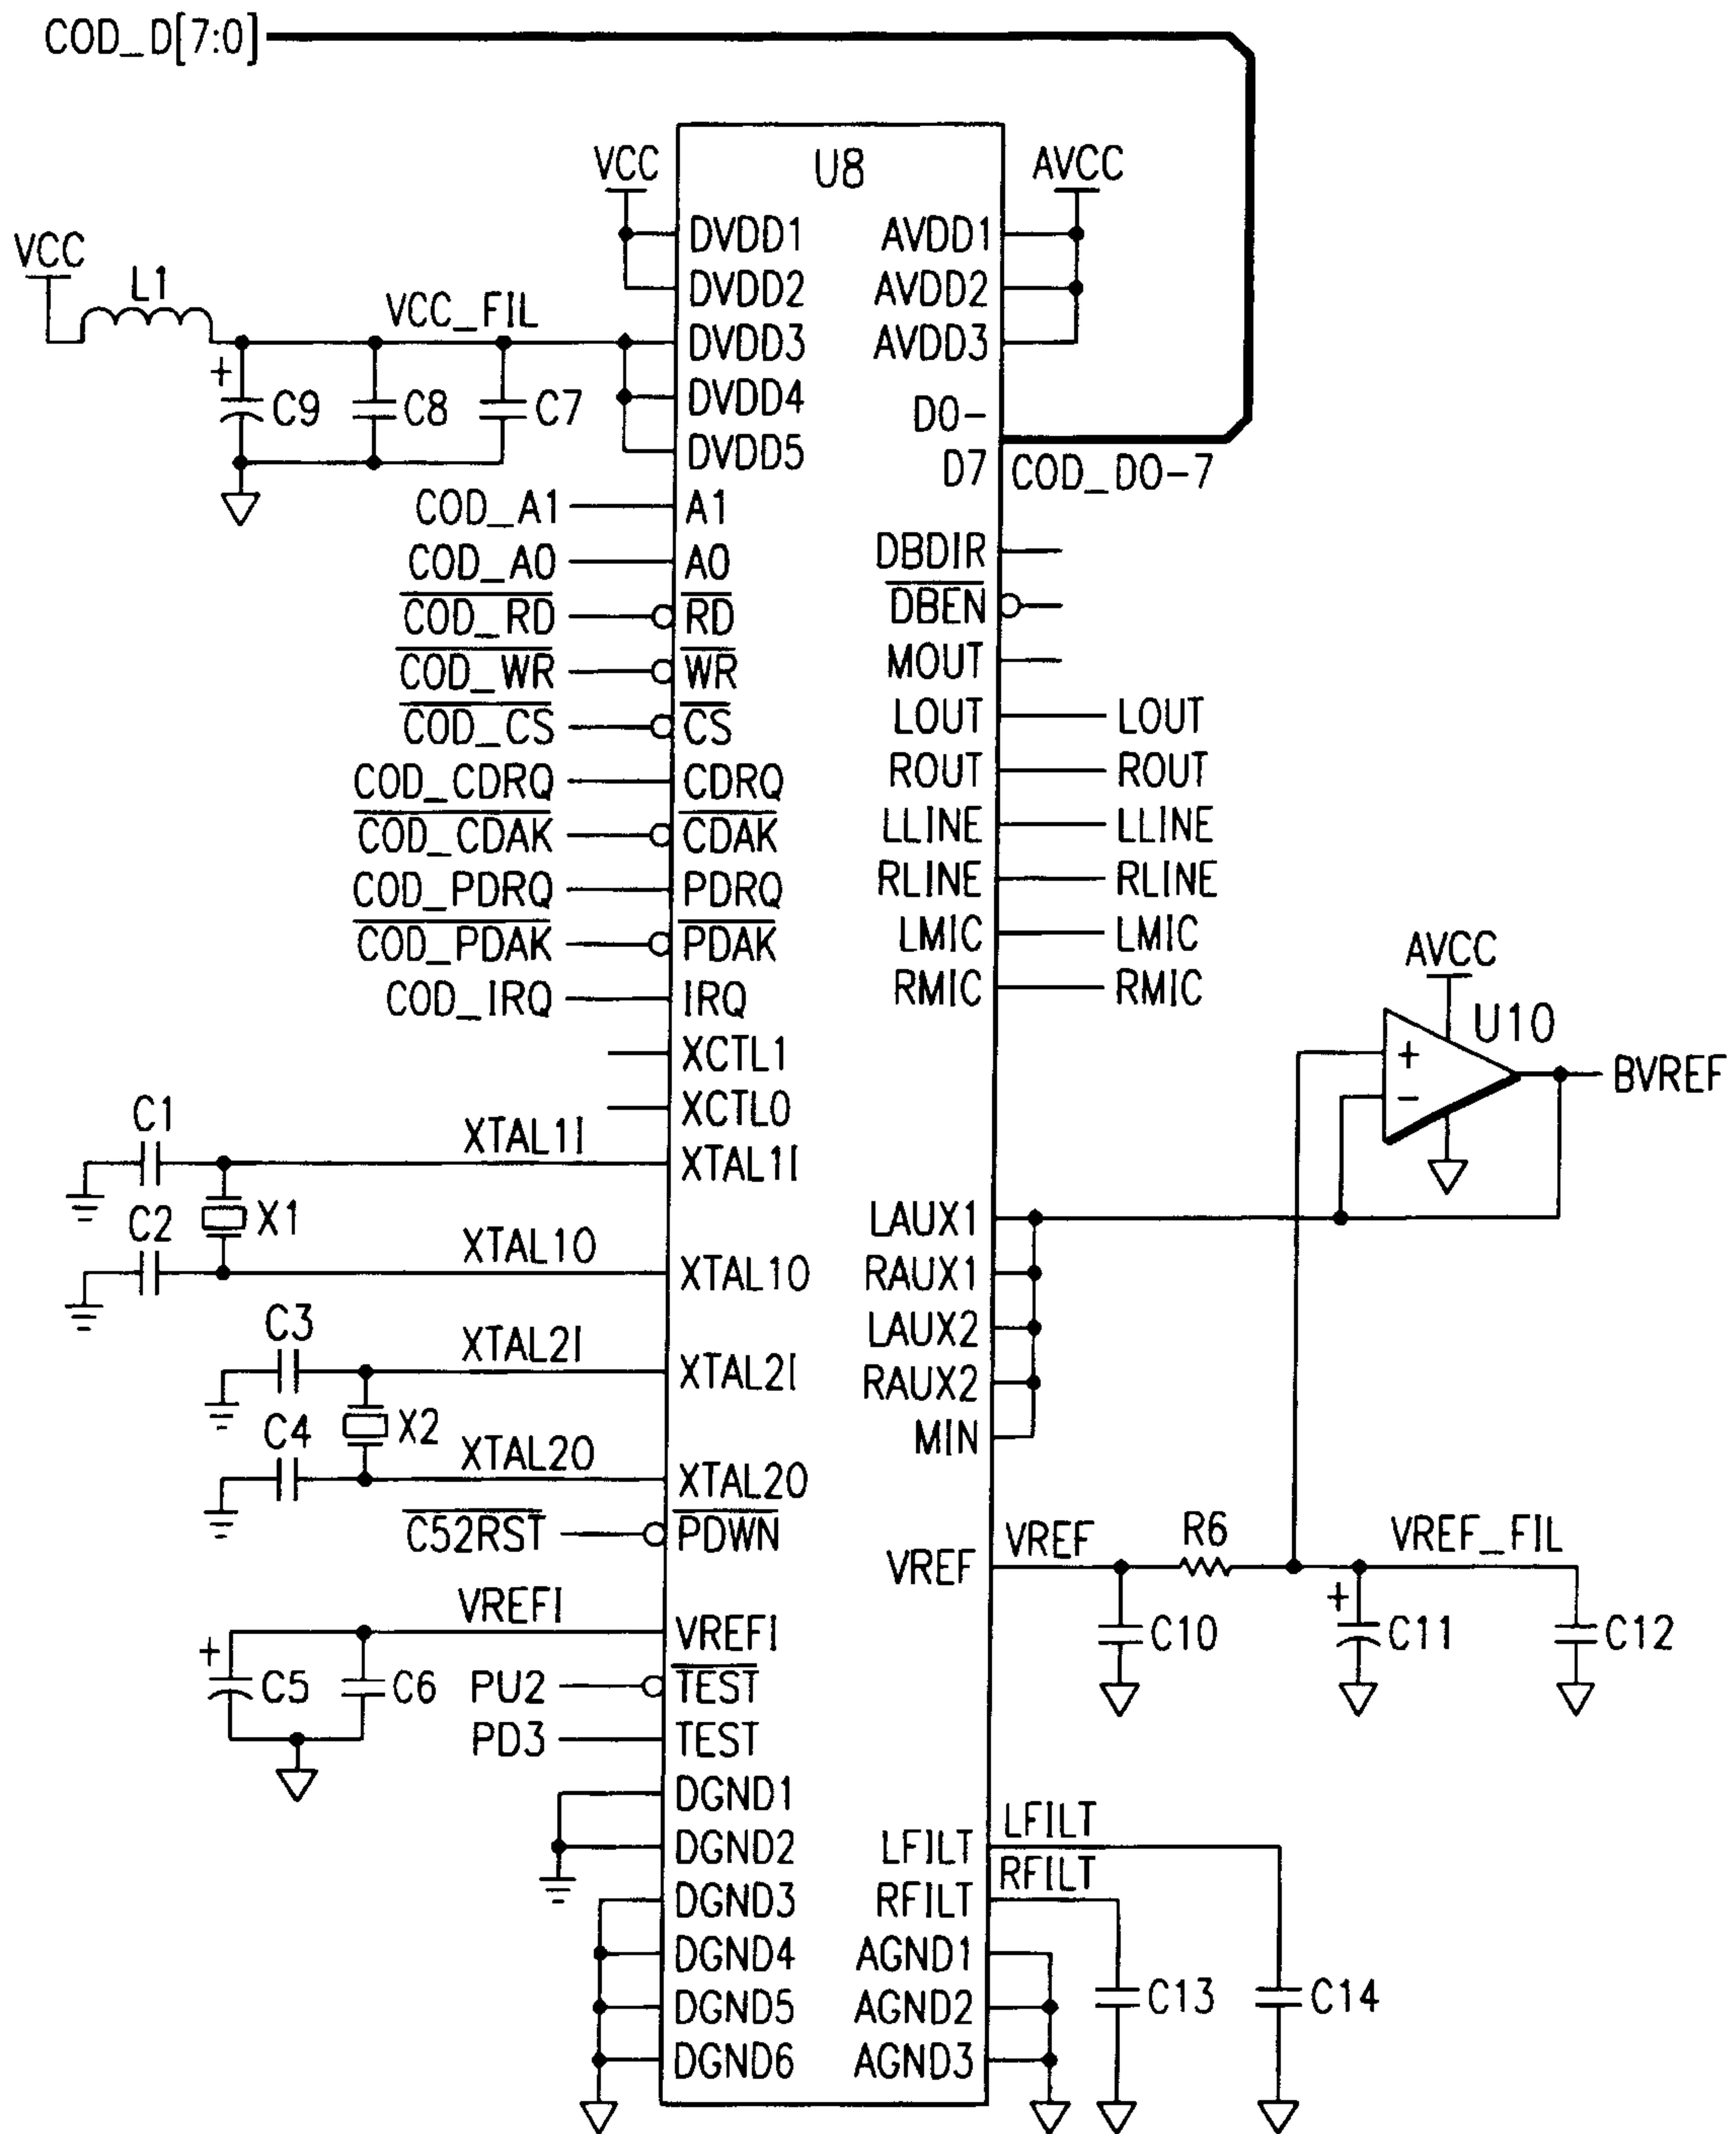 COD_D[7:0]
VCC
U8
AVCC
VCC
L1
VCC_FIL
DVDD1
DVDD2
DVDD3
DVDD4
DVDD5
AVDD1
AVDD2
AVDD3
D0-
D7
COD_D0-7
+
C9
C8
C7
COD_A1
A1
COD_A0
A0
COD_RD
RD
COD_WR
WR
COD_CS
CS
COD_CDRQ
CDRQ
COD_CDAK
CDAK
COD_PDRQ
PDRQ
COD_PDAK
PDAK
COD_IRQ
IRQ
XCTL1
XCTL0
DBDIR
DBEN
MOUT
LOUT
LOUT
ROUT
ROUT
LLINE
LLINE
RLINE
RLINE
LMIC
LMIC
RMIC
RMIC
AVCC
U10
+
-
BVREF
C1
XTAL1I
XTAL1I
C2
X1
XTAL1O
XTAL1O
C3
XTAL2I
XTAL2I
C4
X2
XTAL2O
XTAL2O
LAUX1
RAUX1
LAUX2
RAUX2
MIN
C52RST
PDWN
VREF
VREF
R6
VREF_FIL
C10
+
C11
C12
VREFI
VREFI
+
C5
C6
PU2
TEST
PD3
TEST
DGND1
DGND2
DGND3
DGND4
DGND5
DGND6
LFILT
LFILT
RFILT
RFILT
AGND1
AGND2
AGND3
C13
C14